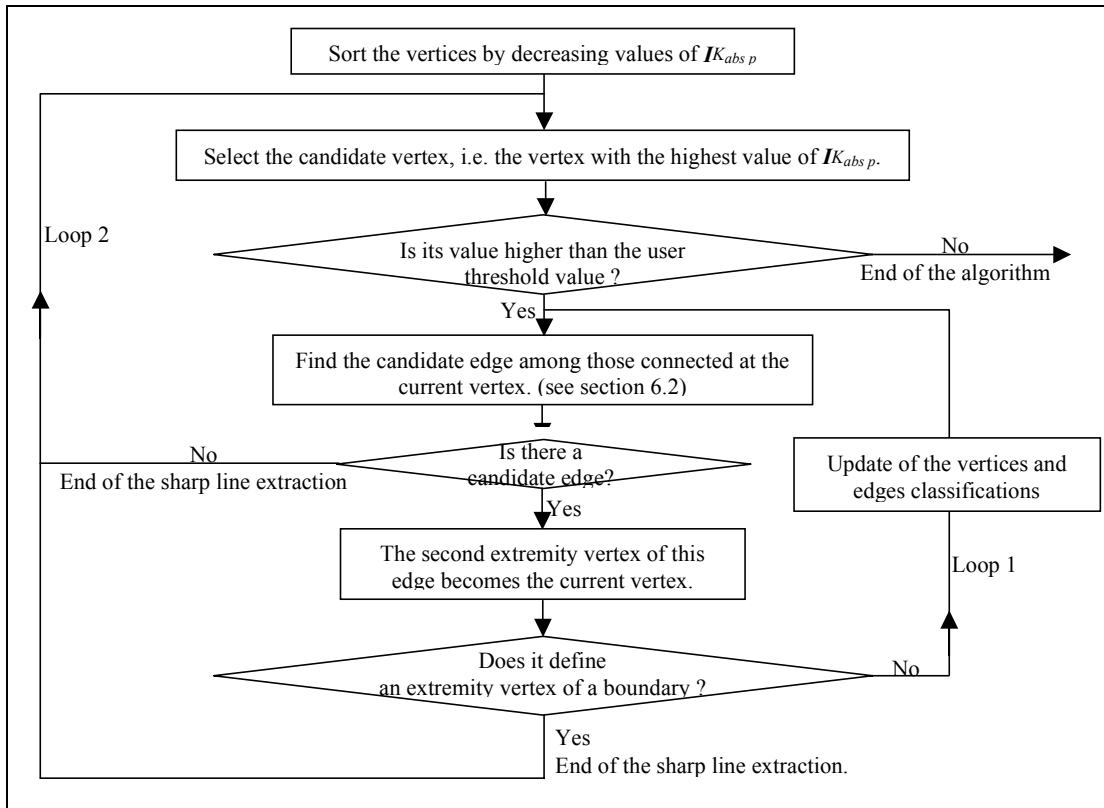 Sort the vertices by decreasing values of IK_abs p
Select the candidate vertex, i.e. the vertex with the highest value of IK_abs p.
Loop 2
Is its value higher than the user
threshold value ?
No
End of the algorithm
Yes
Find the candidate edge among those connected at the
current vertex. (see section 6.2)
Is there a
candidate edge?
No
End of the sharp line extraction
Update of the vertices and
edges classifications
Yes
The second extremity vertex of this
edge becomes the current vertex.
Loop 1
Does it define
an extremity vertex of a boundary ?
No
Yes
End of the sharp line extraction.